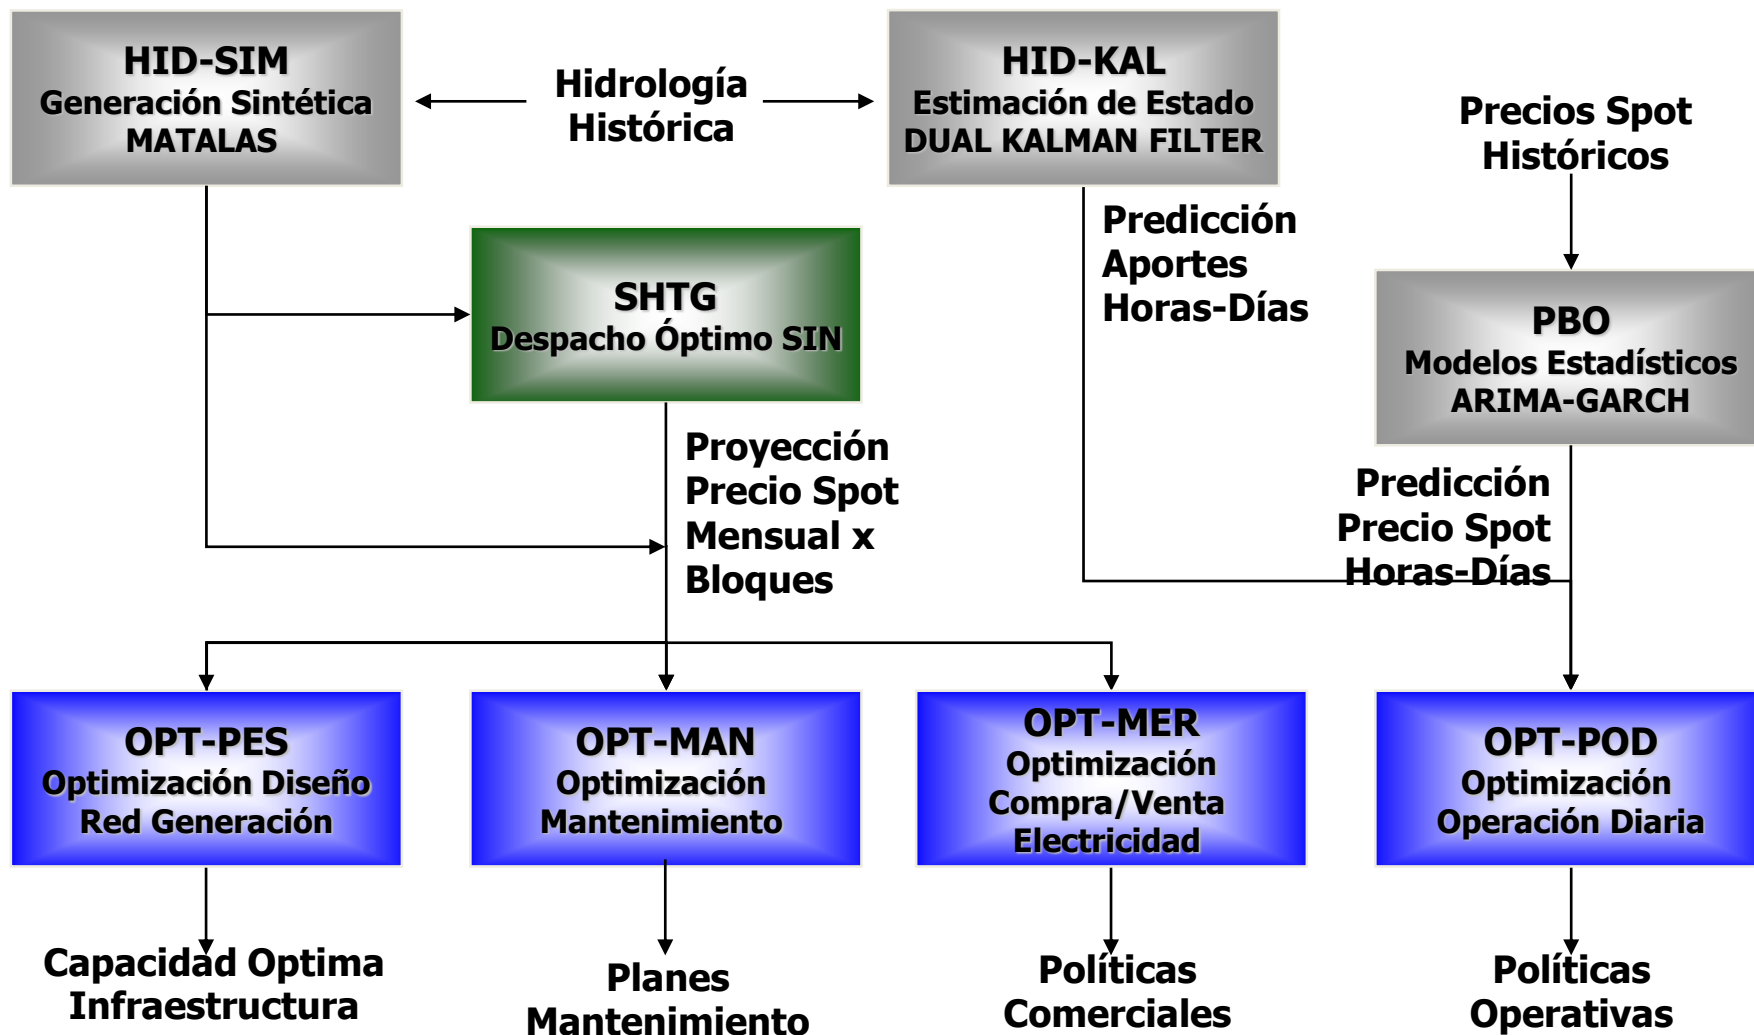 HID-SIM
Generación Sintética
MATALAS
Hidrología
Histórica
HID-KAL
Estimación de Estado
DUAL KALMAN FILTER
Precios Spot
Históricos
Predicción
Aportes
Horas-Días
SHTG
Despacho Óptimo SIN
PBO
Modelos Estadísticos
ARIMA-GARCH
Proyección
Precio Spot
Mensual x
Bloques
Predicción
Precio Spot
Horas-Días
OPT-PES
Optimización Diseño
Red Generación
OPT-MAN
Optimización
Mantenimiento
OPT-MER
Optimización
Compra/Venta
Electricidad
OPT-POD
Optimización
Operación Diaria
Capacidad Optima
Infraestructura
Planes
Mantenimiento
Políticas
Comerciales
Políticas
Operativas